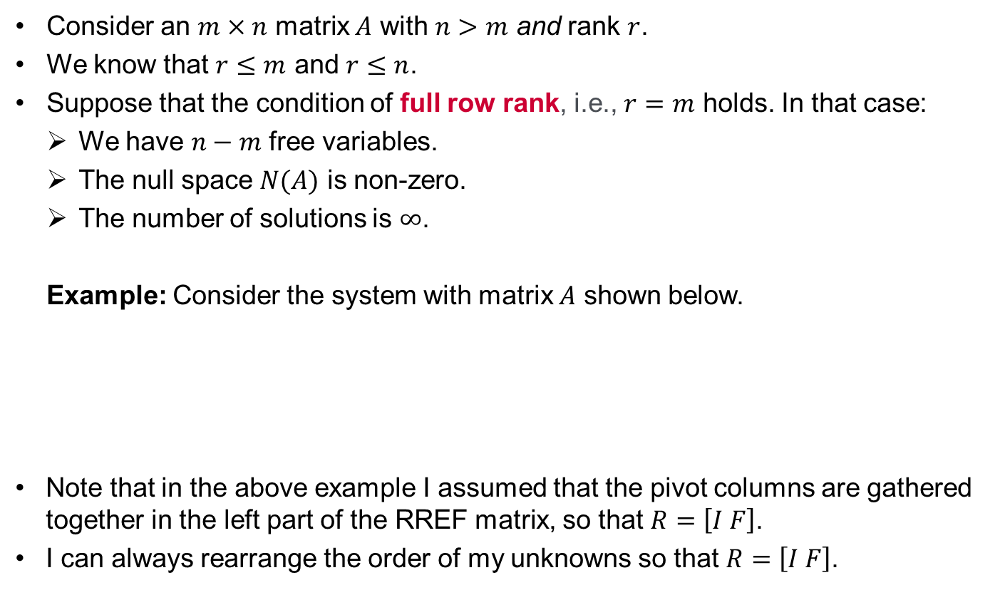 • Consider an m × n matrix A with n > m and rank r.
• We know that r ≤ m and r ≤ n.
• Suppose that the condition of full row rank, i.e., r = m holds. In that case:
➢ We have n − m free variables.
➢ The null space N(A) is non-zero.
➢ The number of solutions is ∞.
Example: Consider the system with matrix A shown below.
• Note that in the above example I assumed that the pivot columns are gathered
together in the left part of the RREF matrix, so that R = [I F].
• I can always rearrange the order of my unknowns so that R = [I F].